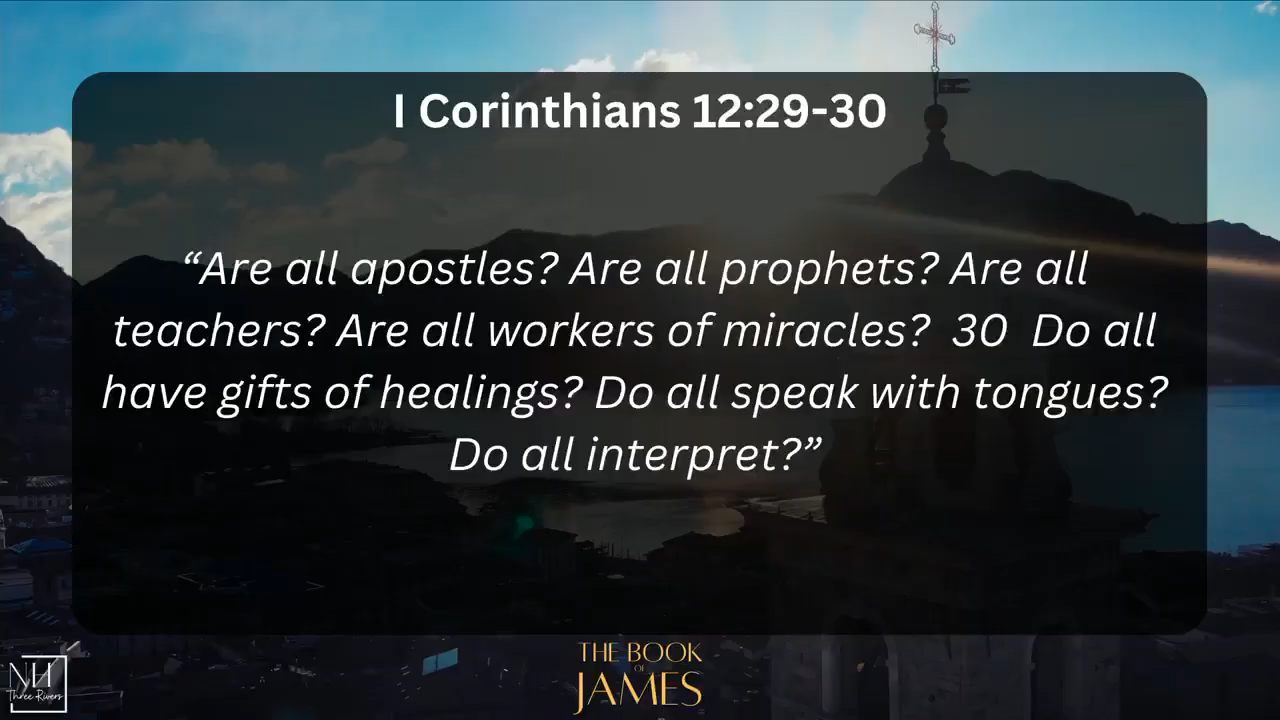 I Corinthians 12:29-30
“Are all apostles? Are all prophets? Are all
teachers? Are all workers of miracles?  30  Do all
have gifts of healings? Do all speak with tongues?
Do all interpret?”
THE BOOK
OF
JAMES
NH
Three Rivers